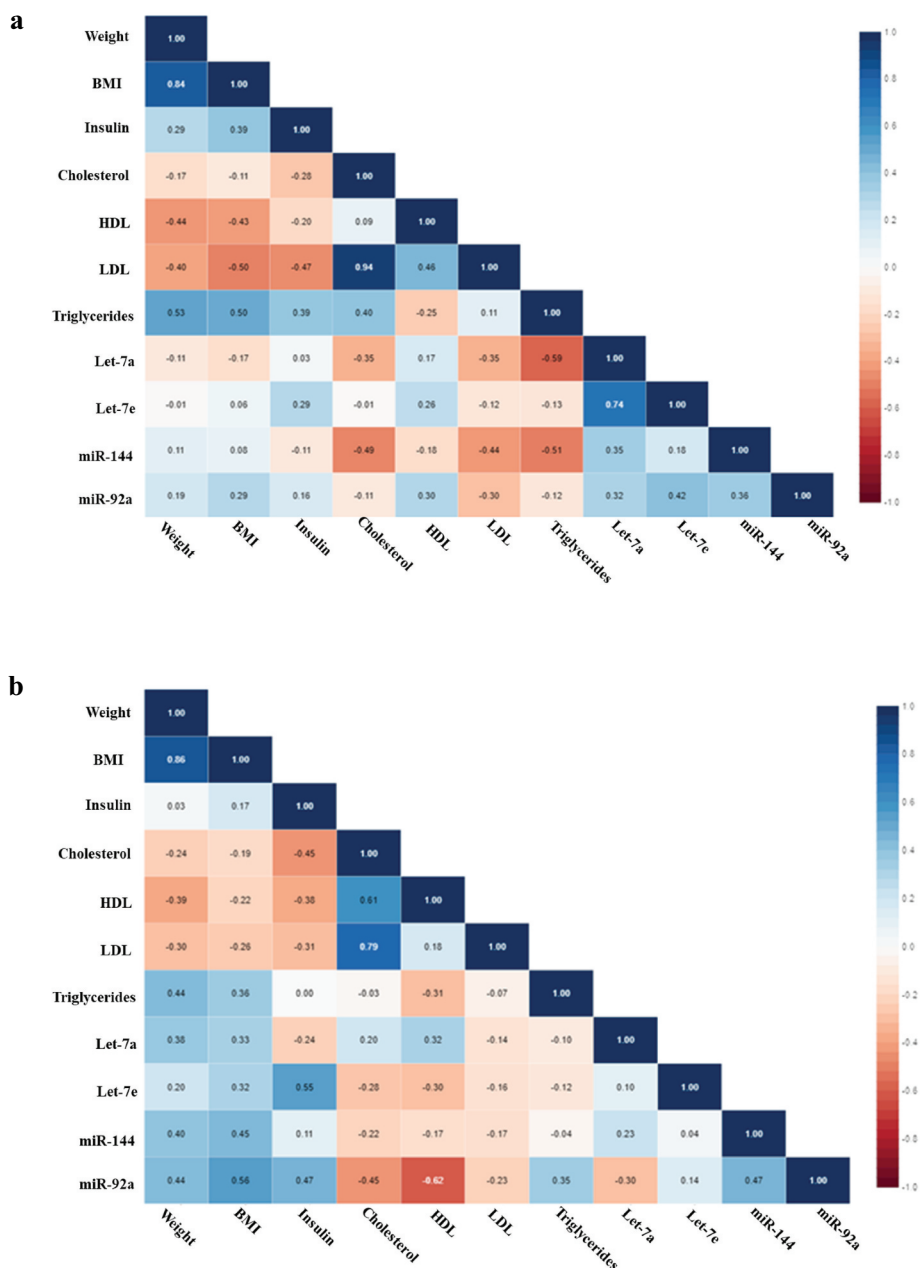 a
Weight 1.00
BMI 0.84 1.00
Insulin 0.29 0.39 1.00
Cholesterol -0.17 -0.11 -0.28 1.00
HDL -0.44 -0.43 -0.20 0.09 1.00
LDL -0.40 -0.50 -0.47 0.94 0.46 1.00
Triglycerides 0.53 0.50 0.39 0.40 -0.25 0.11 1.00
Let-7a -0.11 -0.17 0.03 -0.35 0.17 -0.35 -0.59 1.00
Let-7e -0.01 0.06 0.29 -0.01 0.26 -0.12 -0.13 0.74 1.00
miR-144 0.11 0.08 -0.11 -0.49 -0.18 -0.44 -0.51 0.35 0.18 1.00
miR-92a 0.19 0.29 0.16 -0.11 0.30 -0.30 -0.12 0.32 0.42 0.36 1.00
Weight BMI Insulin Cholesterol HDL LDL Triglycerides Let-7a Let-7e miR-144 miR-92a
1.0
0.8
0.6
0.4
0.2
0.0
-0.2
-0.4
-0.6
-0.8
-1.0
b
Weight 1.00
BMI 0.86 1.00
Insulin 0.03 0.17 1.00
Cholesterol -0.24 -0.19 -0.45 1.00
HDL -0.39 -0.22 -0.38 0.61 1.00
LDL -0.30 -0.26 -0.31 0.79 0.18 1.00
Triglycerides 0.44 0.36 0.00 -0.03 -0.31 -0.07 1.00
Let-7a 0.38 0.33 -0.24 0.20 0.32 -0.14 -0.10 1.00
Let-7e 0.20 0.32 0.55 -0.28 -0.30 -0.16 -0.12 0.10 1.00
miR-144 0.40 0.45 0.11 -0.22 -0.17 -0.17 -0.04 0.23 0.04 1.00
miR-92a 0.44 0.56 0.47 -0.45 -0.62 -0.23 0.35 -0.30 0.14 0.47 1.00
Weight BMI Insulin Cholesterol HDL LDL Triglycerides Let-7a Let-7e miR-144 miR-92a
1.0
0.8
0.6
0.4
0.2
0.0
-0.2
-0.4
-0.6
-0.8
-1.0